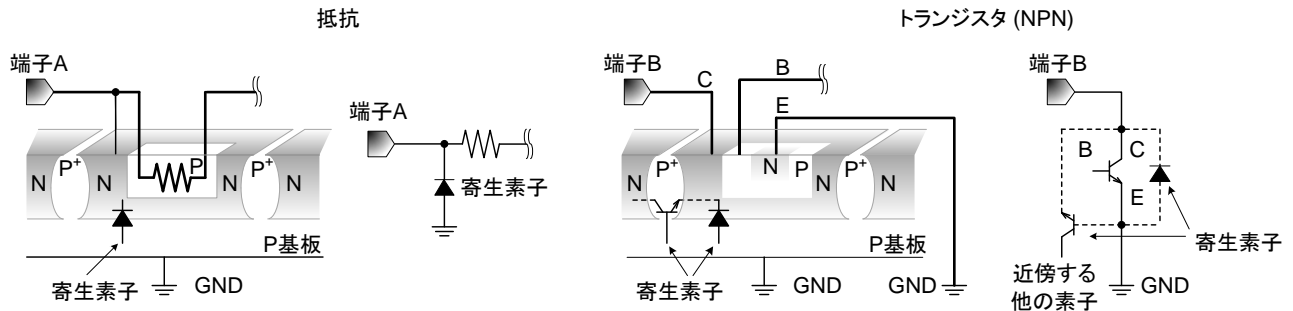 抵抗
端子A
N
P+
N
P
N
P+
N
寄生素子
P基板
GND
端子A
寄生素子
トランジスタ (NPN)
端子B
C
B
E
N
P+
N
N
P
N
P+
N
P基板
寄生素子
GND
GND
端子B
B
C
E
寄生素子
近傍する
他の素子
GND